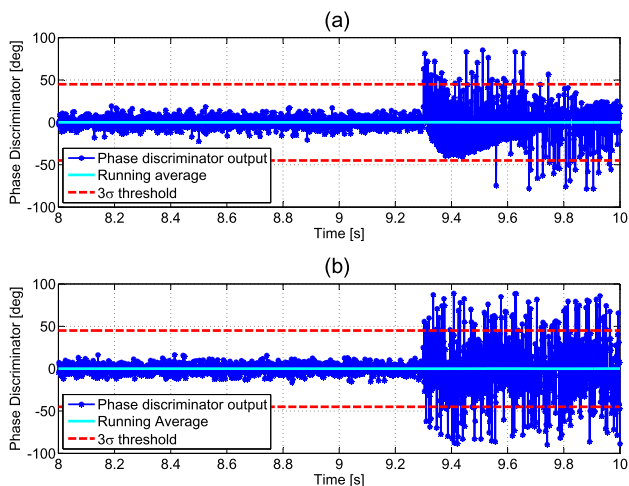 (a)
Phase Discriminator [deg]
100
50
0
-50
-100
Phase discriminator output
Running average
3σ threshold
8 8.2 8.4 8.6 8.8 9 9.2 9.4 9.6 9.8 10
Time [s]
(b)
Phase Discriminator [deg]
100
50
0
-50
-100
Phase discriminator output
Running Average
3σ threshold
8 8.2 8.4 8.6 8.8 9 9.2 9.4 9.6 9.8 10
Time [s]